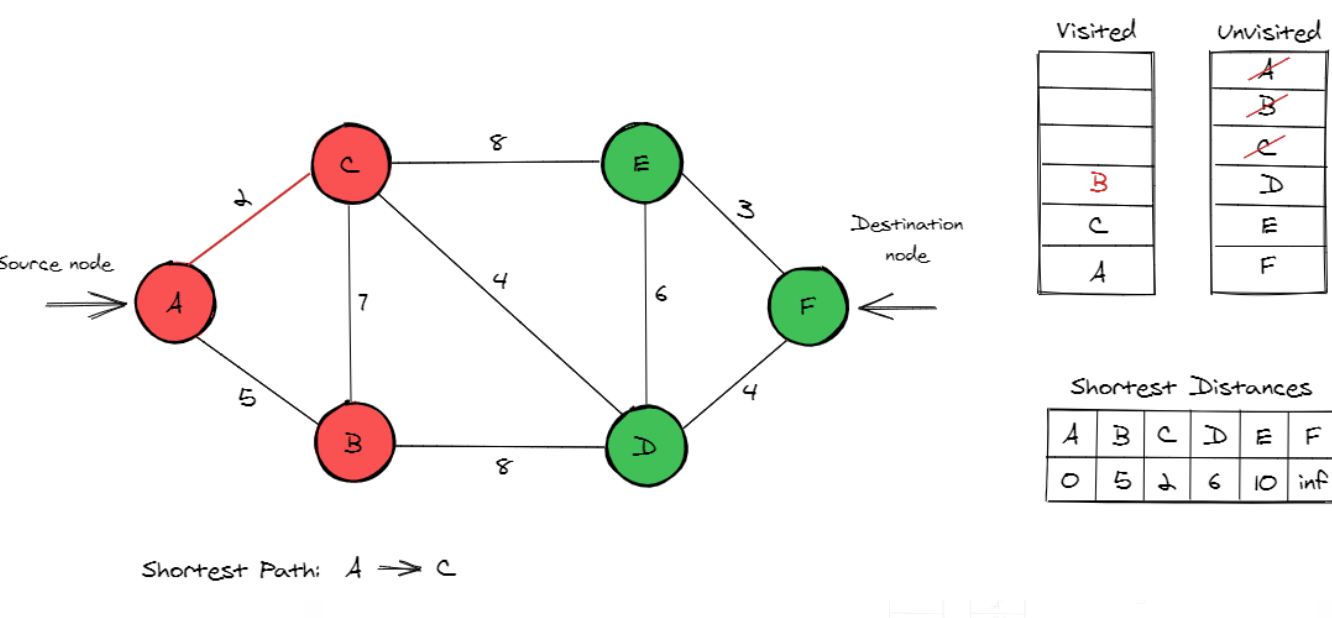 Visited
Unvisited
A
B
C
8
E
D
B
2
3
C
E
Destination
node
Source node
A
F
A
7
4
6
F
5
4
Shortest Distances
B
D
8
A B C D E F
0 5 2 6 10 inf
Shortest Path: A → C